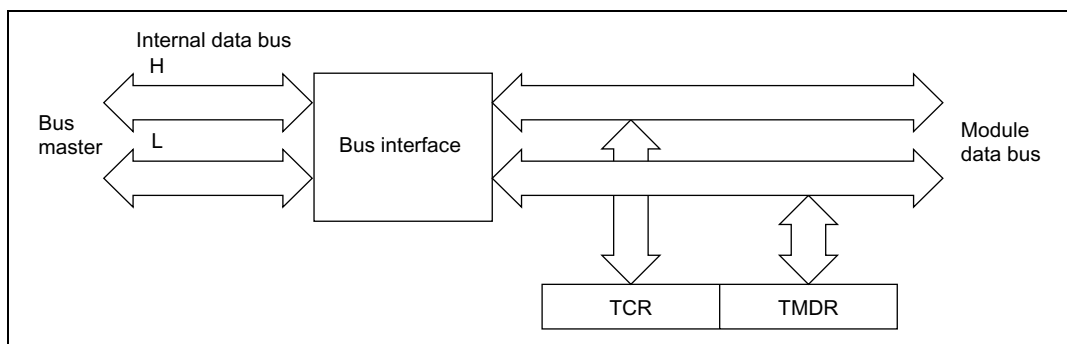 Internal data bus
H
Bus
master
L
Bus interface
Module
data bus
TCR
TMDR